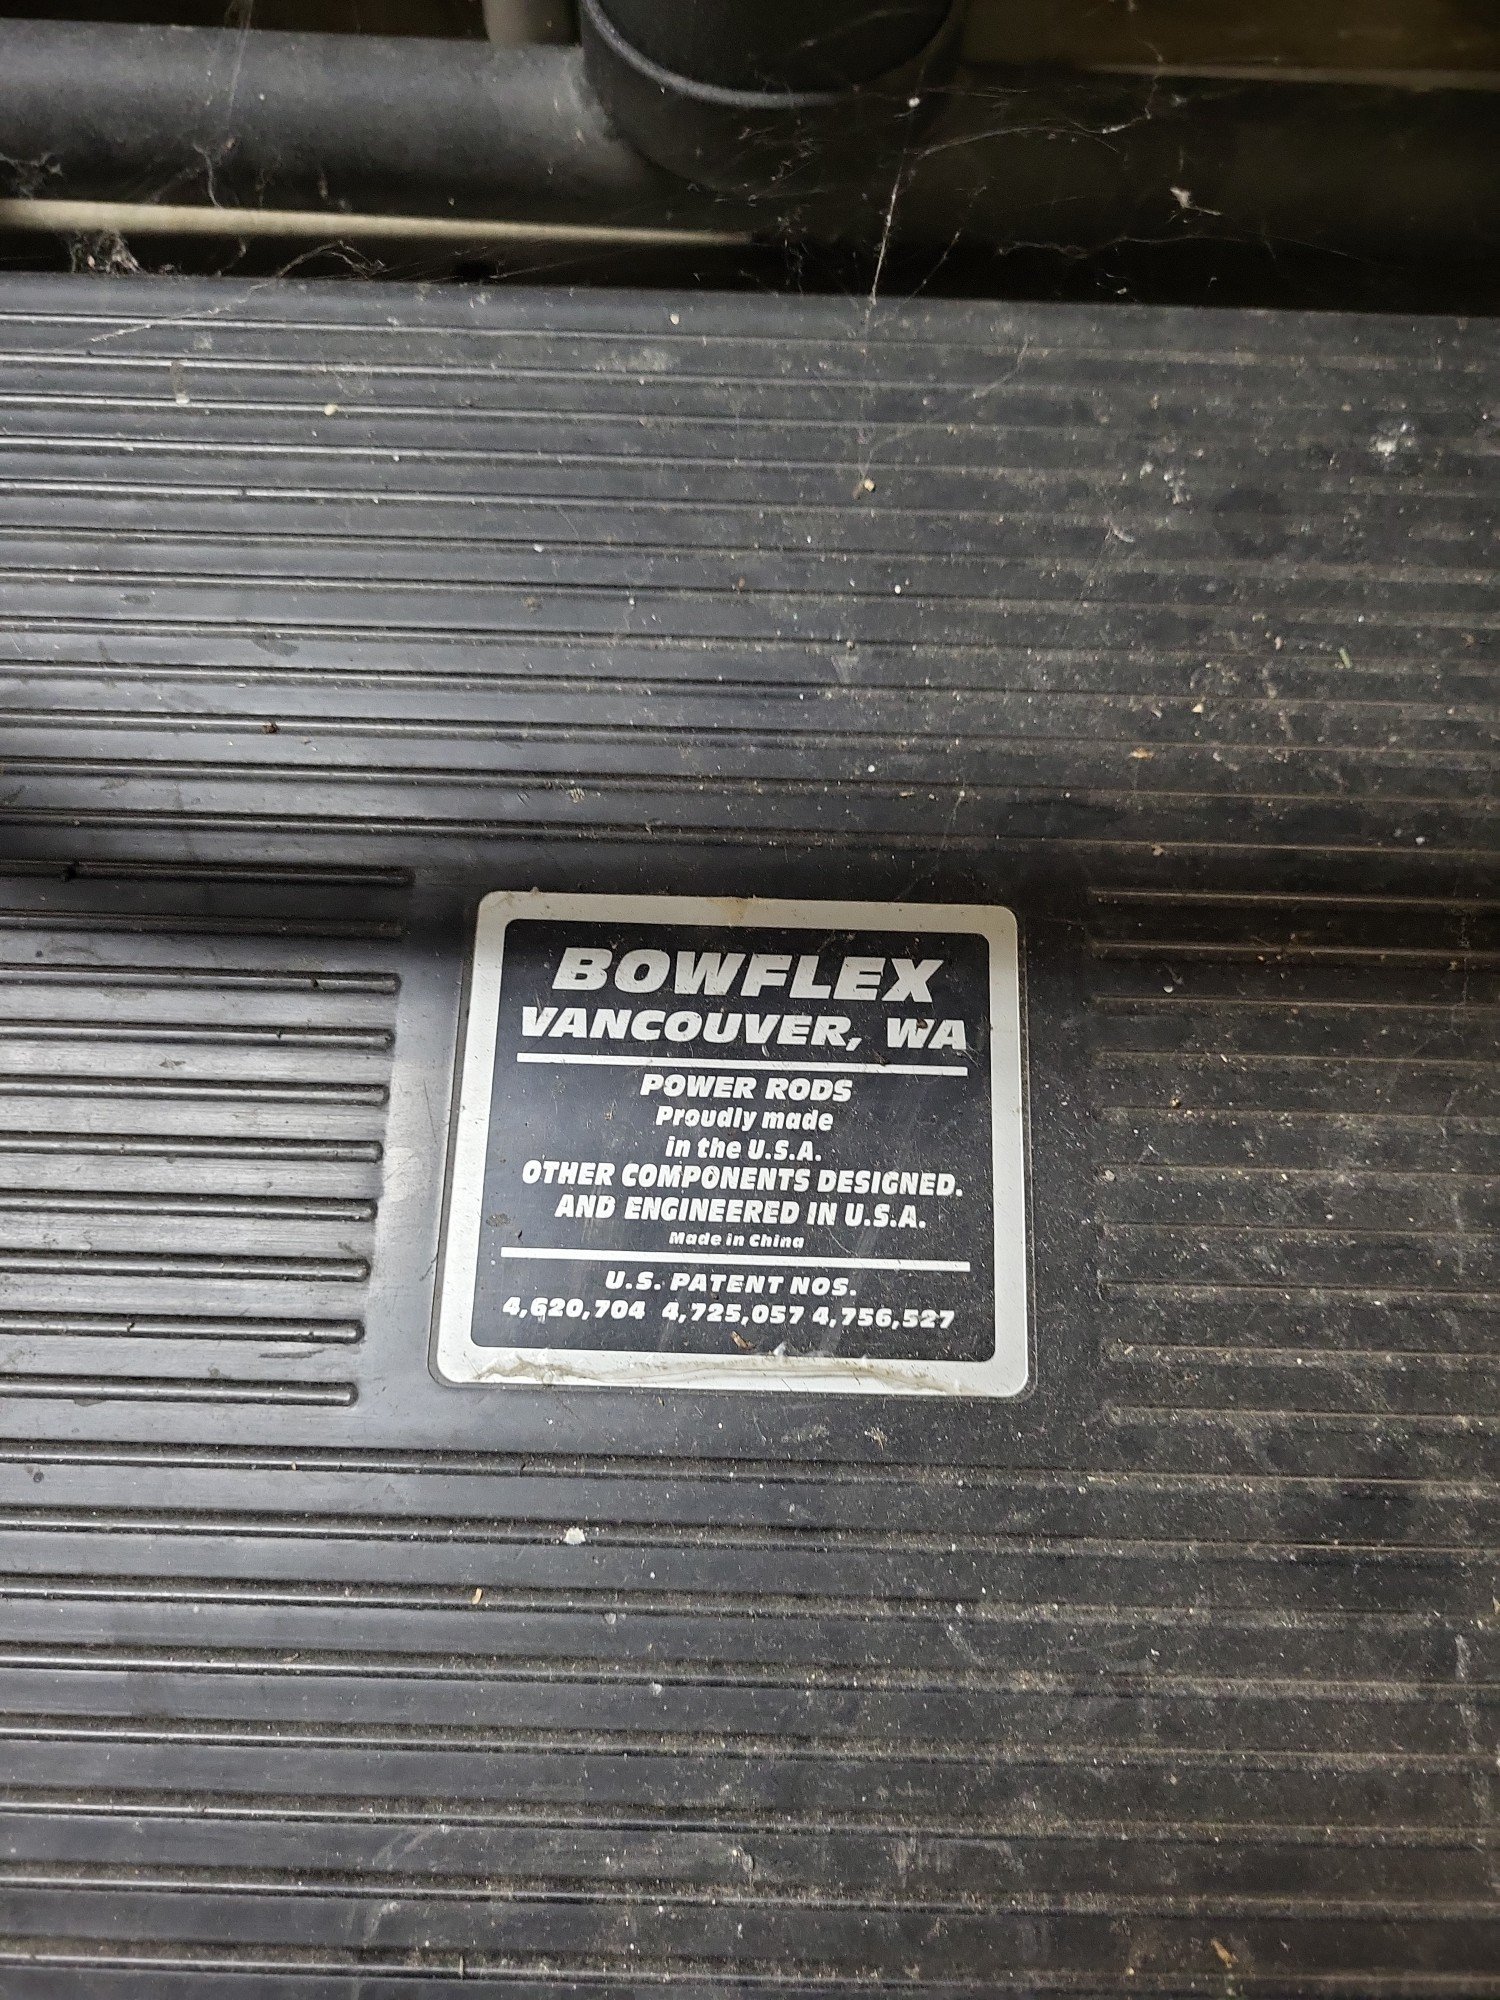 BOWFLEX
VANCOUVER, WA
POWER RODS
Proudly made
in the U.S.A.
OTHER COMPONENTS DESIGNED.
AND ENGINEERED IN U.S.A.
Made in China
U.S. PATENT NOS.
4,620,704 4,725,057 4,756,527